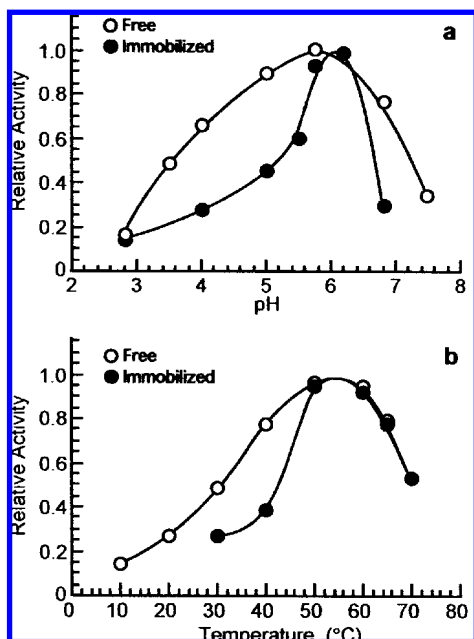 Free a
Immobilized
Relative Activity
1.0
0.8
0.6
0.4
0.2
0
2 3 4 5 6 7 8
pH
Free b
Immobilized
Relative Activity
1.0
0.8
0.6
0.4
0.2
0
0 10 20 30 40 50 60 70 80
Temperature (°C)